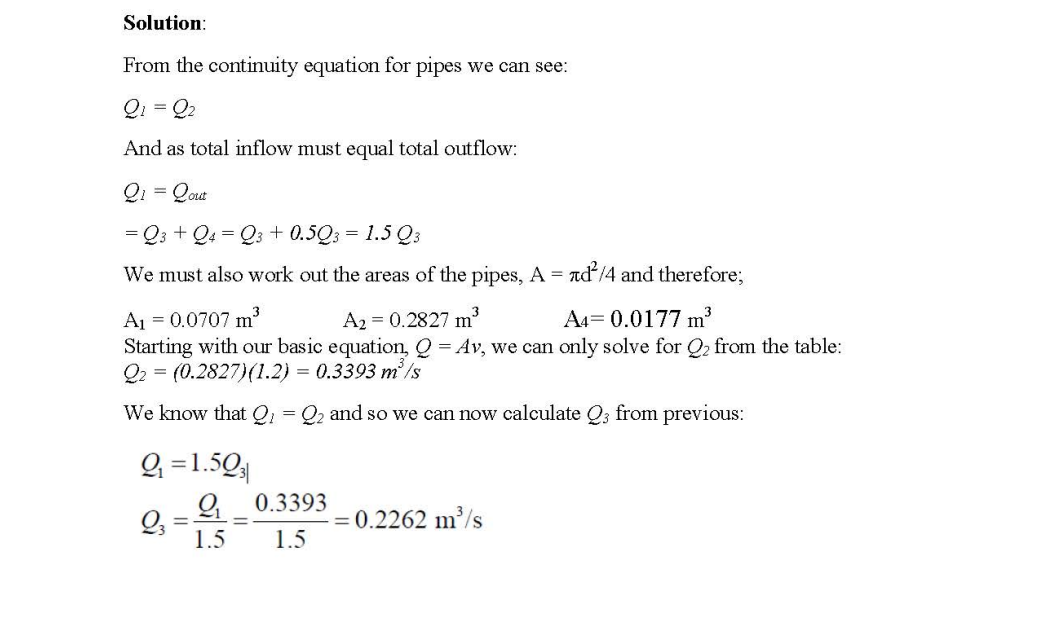 Solution:
From the continuity equation for pipes we can see:
Q₁ = Q₂
And as total inflow must equal total outflow:
Q₁ = Qout
= Q₃ + Q₄ = Q₃ + 0.5Q₃ = 1.5 Q₃
We must also work out the areas of the pipes, A = πd²/4 and therefore;
A₁ = 0.0707 m³ A₂ = 0.2827 m³ A₄= 0.0177 m³
Starting with our basic equation, Q = Av, we can only solve for Q₂ from the table:
Q₂ = (0.2827)(1.2) = 0.3393 m³/s
We know that Q₁ = Q₂ and so we can now calculate Q₃ from previous:
Q₁ = 1.5Q₃
Q₃ = Q₁/1.5 = 0.3393/1.5 = 0.2262 m³/s